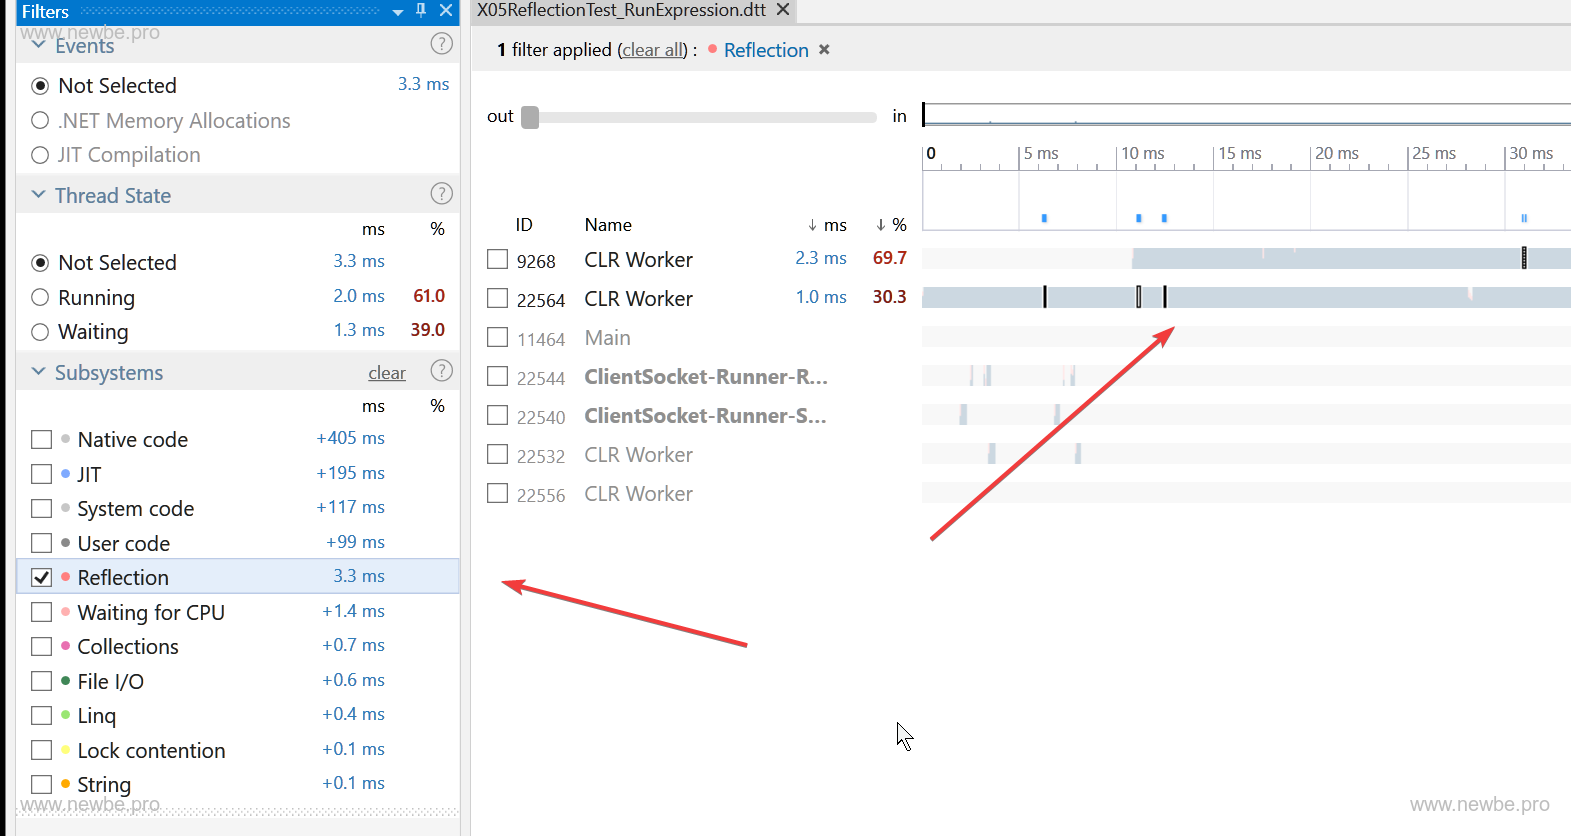 Filters
www.newbe.pro
Events
?
Not Selected 3.3 ms
.NET Memory Allocations
JIT Compilation
Thread State
?
ms %
Not Selected 3.3 ms
Running 2.0 ms 61.0
Waiting 1.3 ms 39.0
Subsystems clear
?
ms %
Native code +405 ms
JIT +195 ms
System code +117 ms
User code +99 ms
Reflection 3.3 ms
Waiting for CPU +1.4 ms
Collections +0.7 ms
File I/O +0.6 ms
Linq +0.4 ms
Lock contention +0.1 ms
String +0.1 ms
www.newbe.pro
X05ReflectionTest_RunExpression.dtt
1 filter applied (clear all) : Reflection
out in
0 5 ms 10 ms 15 ms 20 ms 25 ms 30 ms
ID Name ↓ ms ↓ %
9268 CLR Worker 2.3 ms 69.7
22564 CLR Worker 1.0 ms 30.3
11464 Main
22544 ClientSocket-Runner-R...
22540 ClientSocket-Runner-S...
22532 CLR Worker
22556 CLR Worker
www.newbe.pro